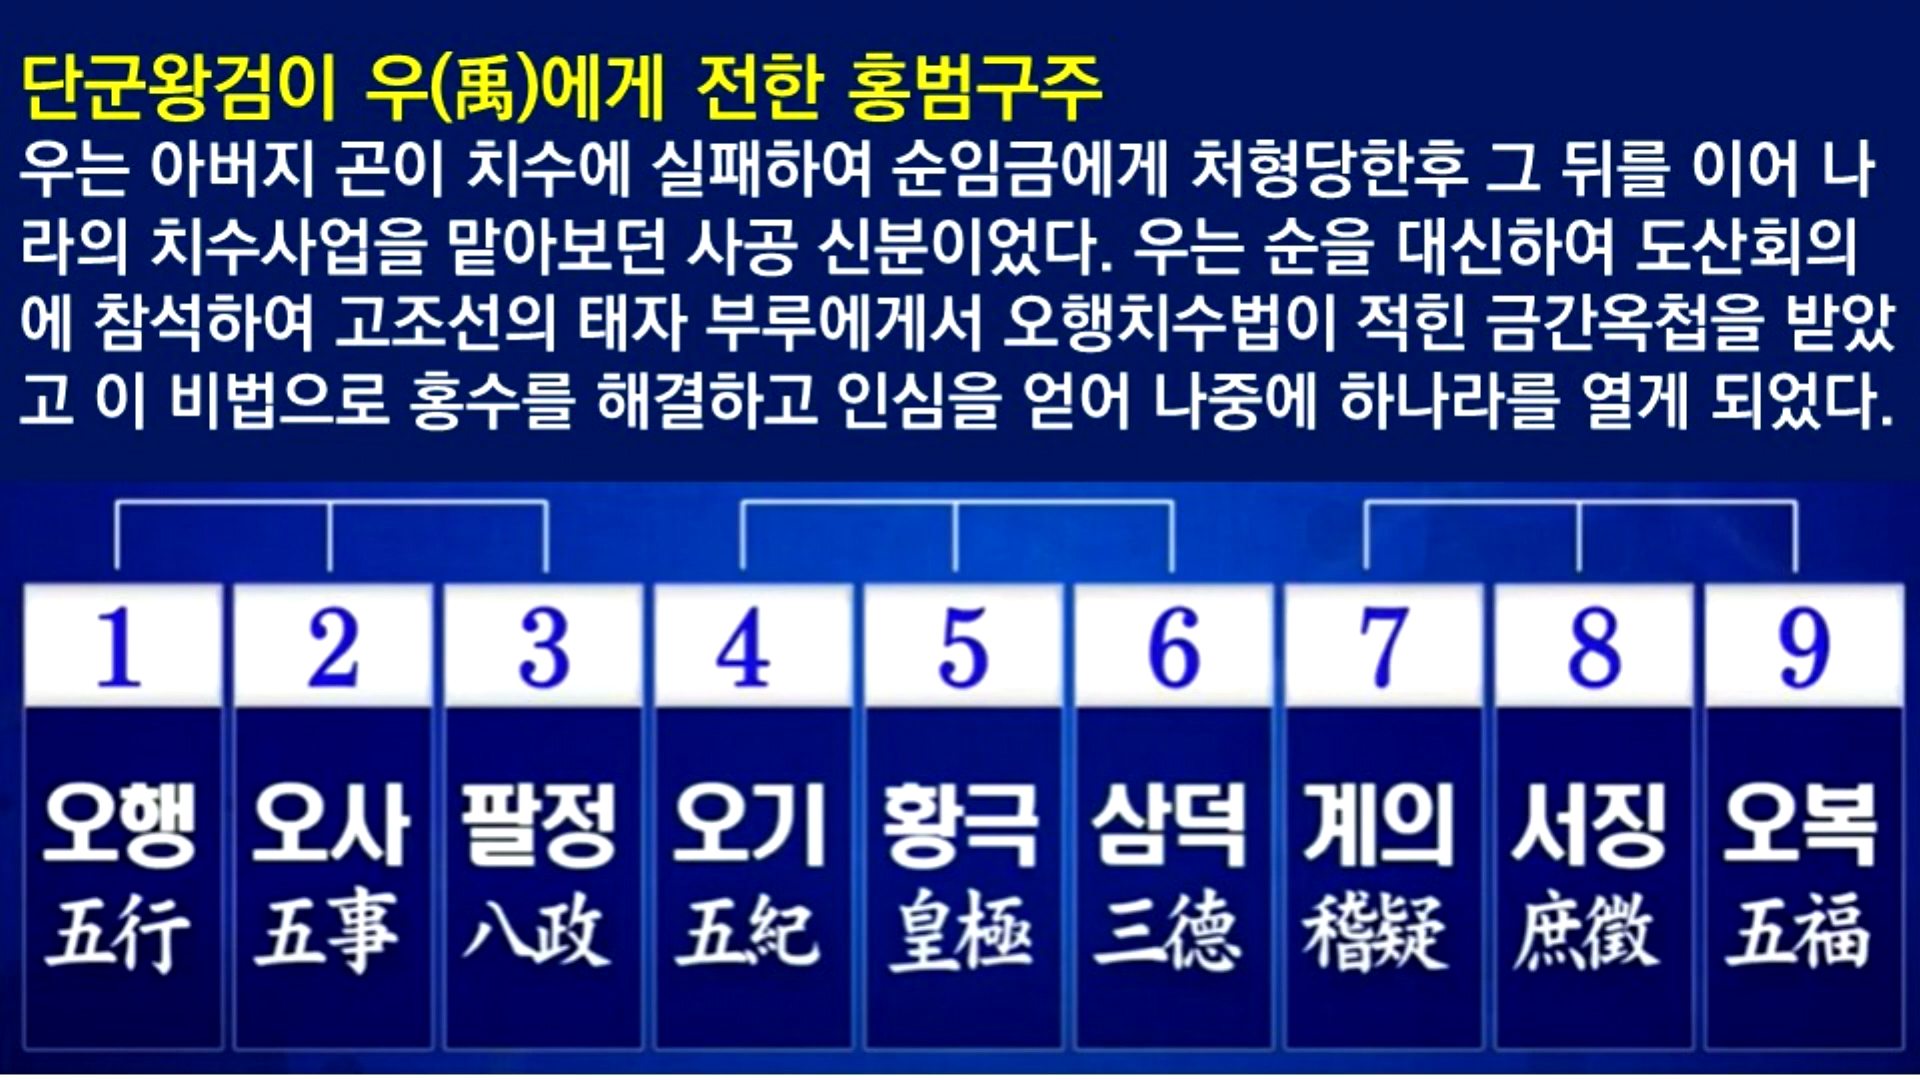 단군왕검이 우(禹)에게 전한 홍범구주
우는 아버지 곤이 치수에 실패하여 순임금에게 처형당한후 그 뒤를 이어 나
라의 치수사업을 맡아보던 사공 신분이었다. 우는 순을 대신하여 도산회의
에 참석하여 고조선의 태자 부루에게서 오행치수법이 적힌 금간옥첩을 받았
고 이 비법으로 홍수를 해결하고 인심을 얻어 나중에 하나라를 열게 되었다.
1 2 3 4 5 6 7 8 9
오행 오사 팔정 오기 황극 삼덕 계의 서징 오복
五行 五事 八政 五紀 皇極 三德 稽疑 庶徵 五福